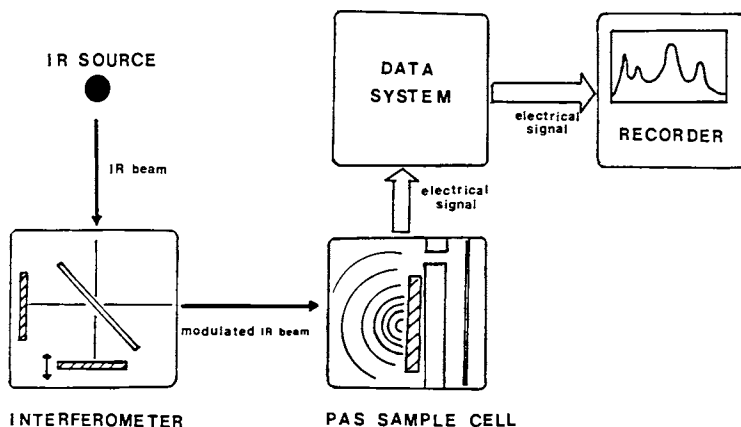 IR SOURCE
IR beam
INTERFEROMETER
modulated IR beam
PAS SAMPLE CELL
electrical
signal
DATA
SYSTEM
electrical
signal
RECORDER